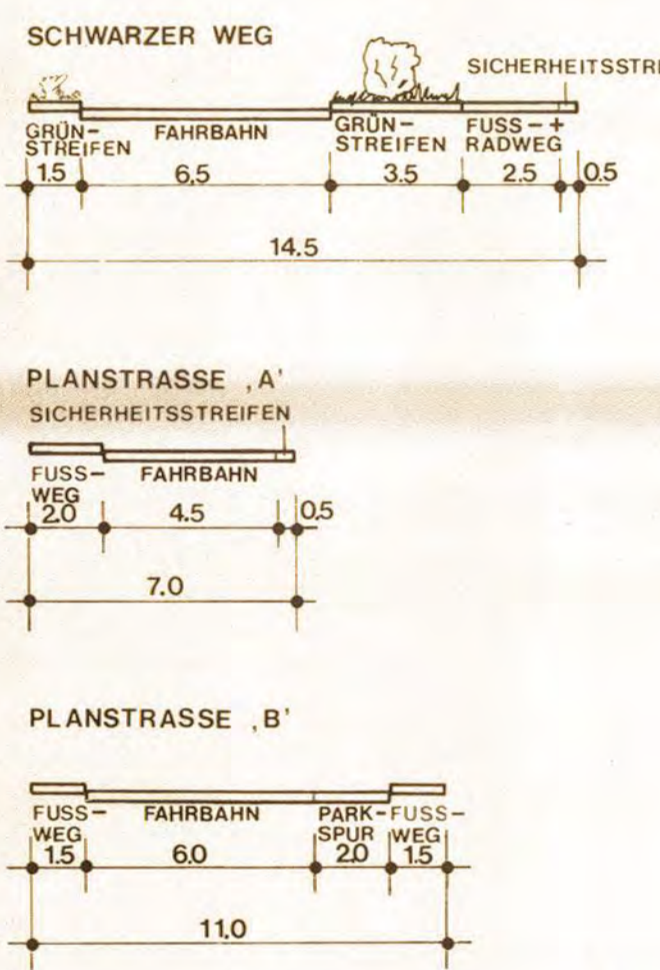 SCHWARZER WEG
SICHERHEITSSTRE
GRÜN-
STREIFEN
FAHRBAHN
GRÜN-
STREIFEN
FUSS-+
RADWEG
1.5 6.5 3.5 2.5 0.5
14.5
PLANSTRASSE ‚A'
SICHERHEITSSTREIFEN
FUSS-
WEG
FAHRBAHN
2.0 4.5 0.5
7.0
PLANSTRASSE ‚B'
FUSS-
WEG
FAHRBAHN
PARK-
SPUR
FUSS-
WEG
1.5 6.0 2.0 1.5
11.0